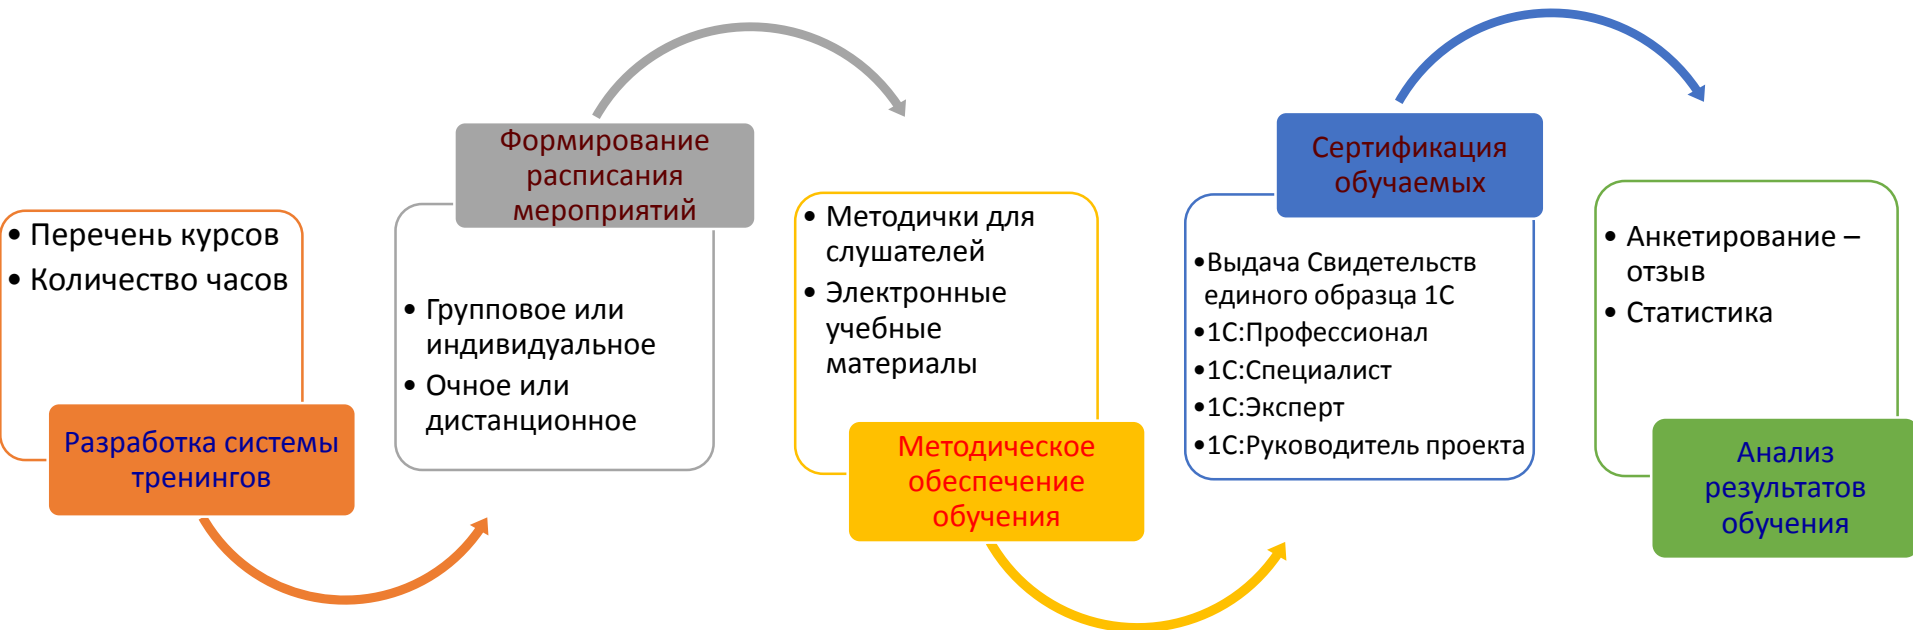 • Перечень курсов
• Количество часов
Разработка системы
тренингов
Формирование
расписания
мероприятий
• Групповое или
индивидуальное
• Очное или
дистанционное
• Методички для
слушателей
• Электронные
учебные
материалы
Методическое
обеспечение
обучения
Сертификация
обучаемых
•Выдача Свидетельств
единого образца 1С
•1С:Профессионал
•1С:Специалист
•1С:Эксперт
•1С:Руководитель проекта
• Анкетирование –
отзыв
• Статистика
Анализ
результатов
обучения